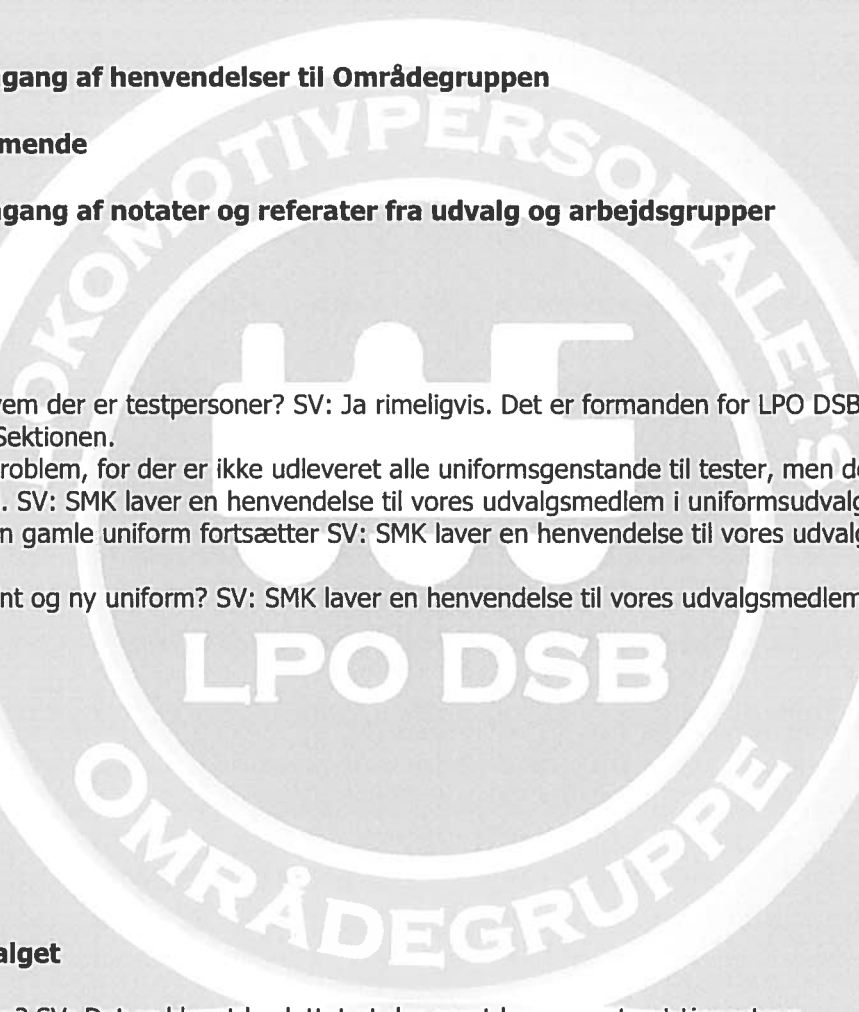 gang af henvendelser til Områdegruppen
mende
gang af notater og referater fra udvalg og arbejdsgrupper
LOKOMOTIVPERSONALETS
em der er testpersoner? SV: Ja rimeligvis. Det er formanden for LPO DSB
Sektionen.
roblem, for der er ikke udleveret alle uniformsgenstande til tester, men de
. SV: SMK laver en henvendelse til vores udvalgsmedlem i uniformsudvalg
n gamle uniform fortsætter SV: SMK laver en henvendelse til vores udvalg
nt og ny uniform? SV: SMK laver en henvendelse til vores udvalgsmedlem
LPO DSB
OMRÅDEGRUPPE
alget
? SV: